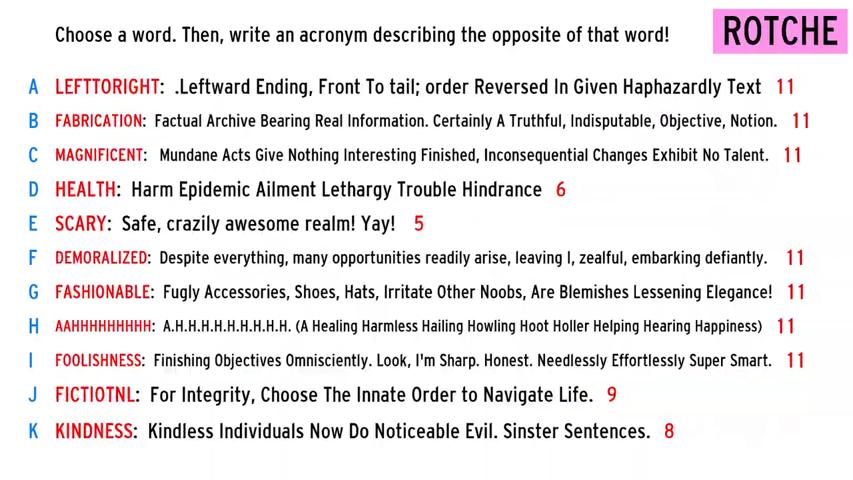 Choose a word. Then, write an acronym describing the opposite of that word!
ROTCHE
A LEFTTORIGHT: .Leftward Ending, Front To tail; order Reversed In Given Haphazardly Text 11
B FABRICATION: Factual Archive Bearing Real Information. Certainly A Truthful, Indisputable, Objective, Notion. 11
C MAGNIFICENT: Mundane Acts Give Nothing Interesting Finished, Inconsequential Changes Exhibit No Talent. 11
D HEALTH: Harm Epidemic Ailment Lethargy Trouble Hindrance 6
E SCARY: Safe, crazily awesome realm! Yay! 5
F DEMORALIZED: Despite everything, many opportunities readily arise, leaving I, zealful, embarking defiantly. 11
G FASHIONABLE: Fugly Accessories, Shoes, Hats, Irritate Other Noobs, Are Blemishes Lessening Elegance! 11
H AAHHHHHHHHH: A.H.H.H.H.H.H.H.H.H. (A Healing Harmless Hailing Howling Hoot Holler Helping Hearing Happiness) 11
I FOOLISHNESS: Finishing Objectives Omnisciently. Look, I'm Sharp. Honest. Needlessly Effortlessly Super Smart. 11
J FICTIOTNL: For Integrity, Choose The Innate Order to Navigate Life. 9
K KINDNESS: Kindless Individuals Now Do Noticeable Evil. Sinster Sentences. 8